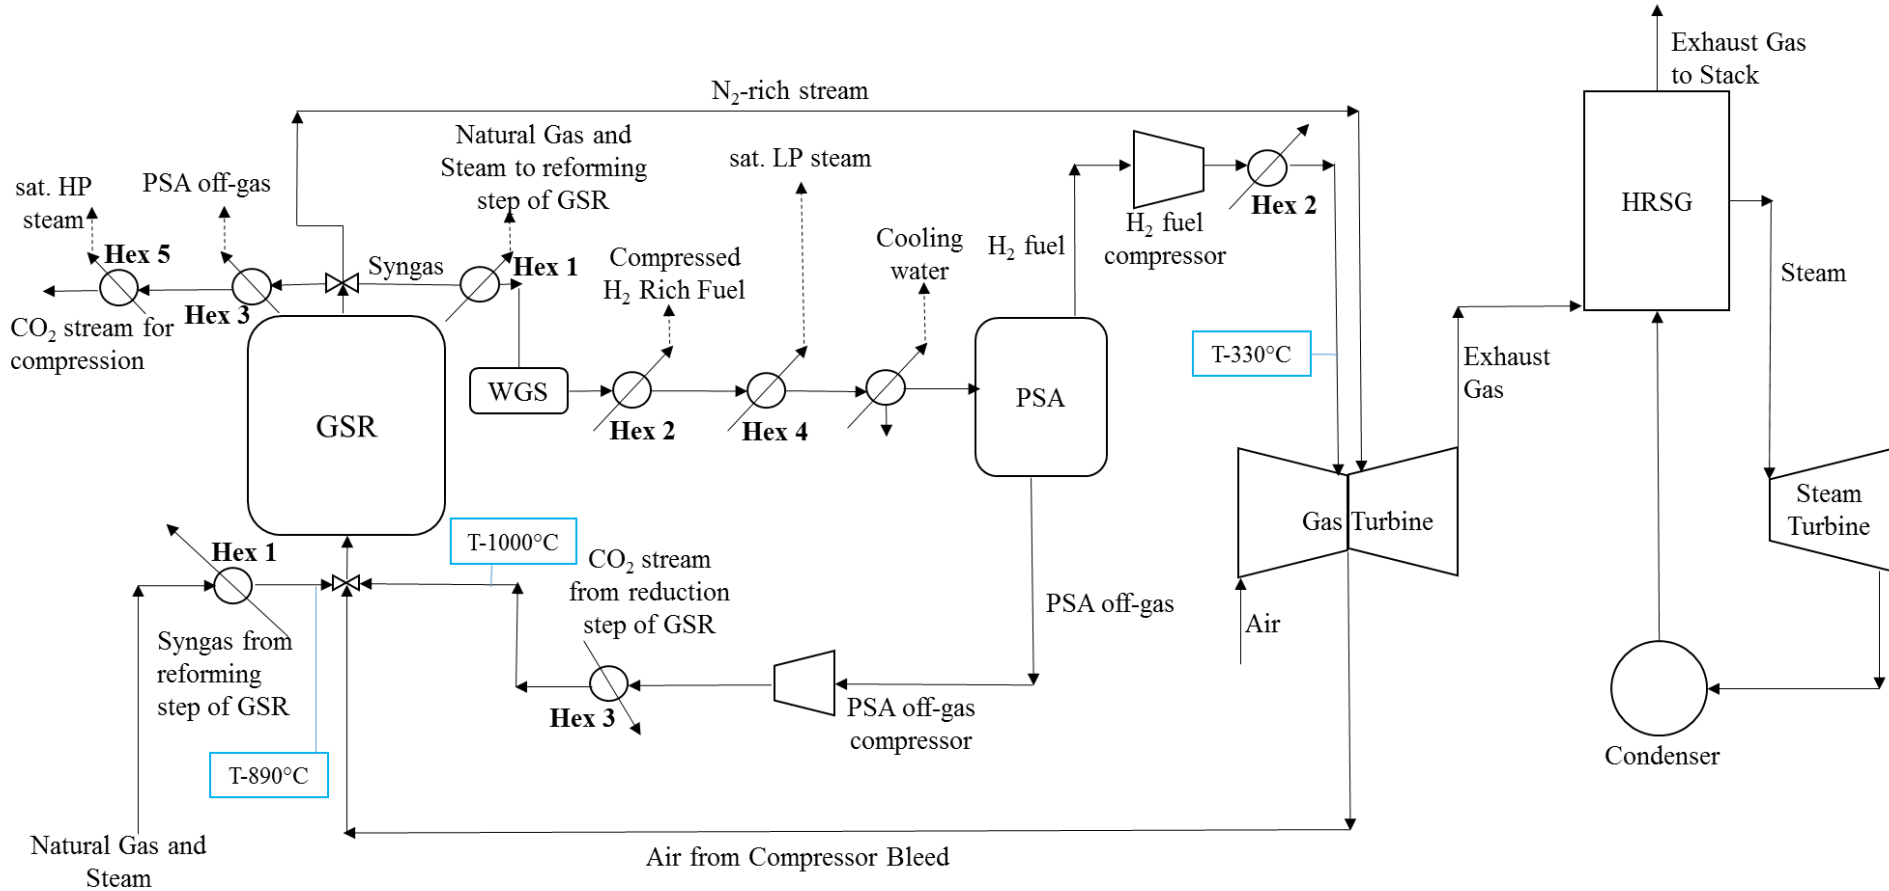 Exhaust Gas
to Stack
N₂-rich stream
Natural Gas and
Steam to reforming
step of GSR
sat. LP steam
sat. HP
steam
PSA off-gas
HRSG
Hex 2
H₂ fuel
compressor
H₂ fuel
Cooling
water
Hex 5
Syngas
Hex 1
Compressed
H₂ Rich Fuel
Steam
Hex 3
CO₂ stream for
compression
T-330°C
Exhaust
Gas
WGS
PSA
GSR
Hex 2
Hex 4
Steam
Turbine
Gas Turbine
T-1000°C
Hex 1
CO₂ stream
from reduction
step of GSR
PSA off-gas
Air
Syngas from
reforming
step of GSR
Hex 3
PSA off-gas
compressor
Condenser
T-890°C
Natural Gas and
Steam
Air from Compressor Bleed